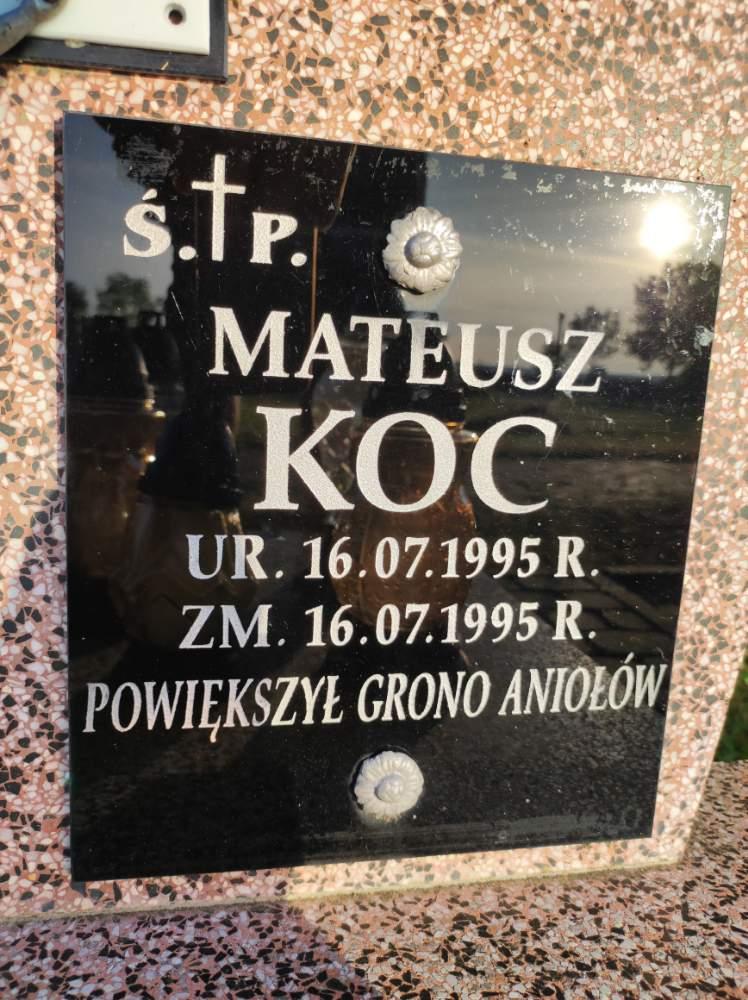 Ś.†P.
MATEUSZ
KOC
UR. 16.07.1995 R.
ZM. 16.07.1995 R.
POWIĘKSZYŁ GRONO ANIOŁÓW